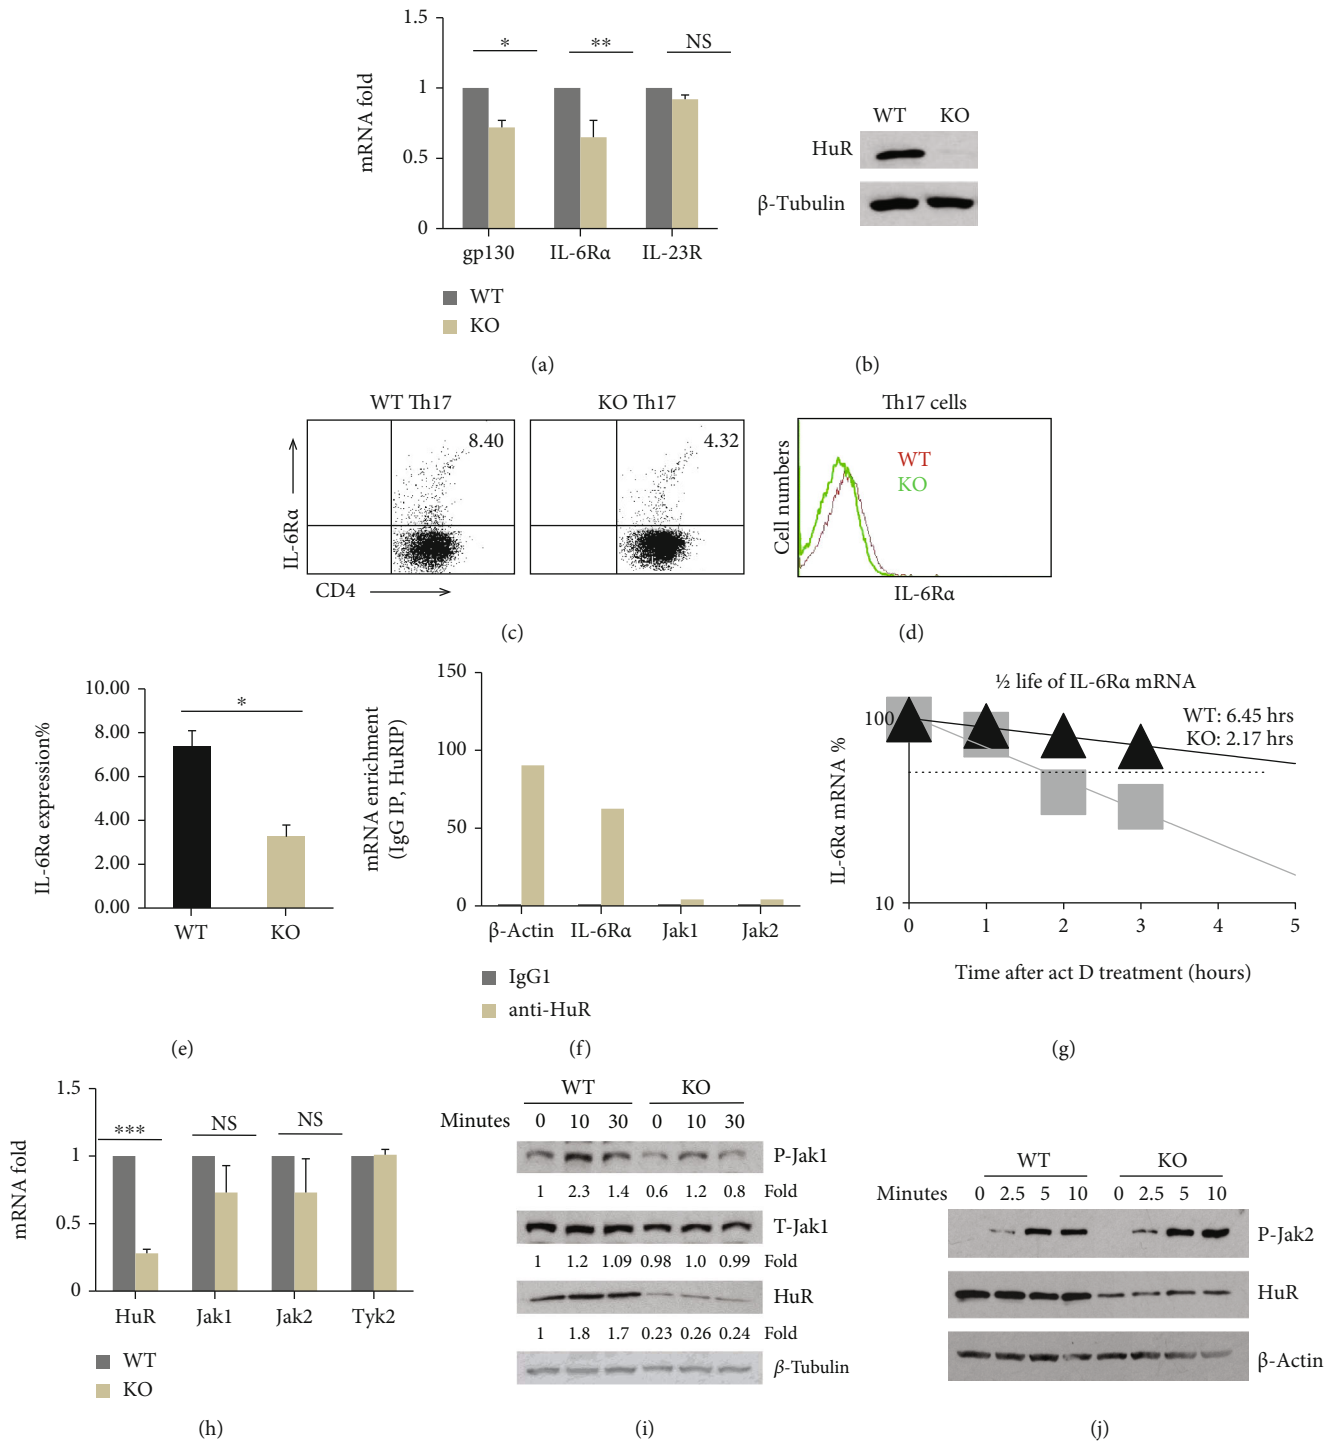 1.5
1
0.5
0
mRNA fold
*
**
NS
gp130
IL-6Rα
IL-23R
WT
KO
(a)
WT KO
HuR
β-Tubulin
(b)
WT Th17
KO Th17
8.40
4.32
IL-6Rα
CD4
(c)
Th17 cells
Cell numbers
WT
KO
IL-6Rα
(d)
10.00
8.00
6.00
4.00
2.00
0.00
IL-6Rα expression%
*
WT
KO
(e)
150
100
50
0
mRNA enrichment
(IgG IP, HuRIP)
β-Actin
IL-6Rα
Jak1
Jak2
IgG1
anti-HuR
(f)
½ life of IL-6Rα mRNA
WT: 6.45 hrs
KO: 2.17 hrs
100
10
IL-6Rα mRNA %
0 1 2 3 4 5
Time after act D treatment (hours)
(g)
1.5
1
0.5
0
mRNA fold
***
NS
NS
HuR
Jak1
Jak2
Tyk2
WT
KO
(h)
WT KO
Minutes 0 10 30 0 10 30
P-Jak1
1 2.3 1.4 0.6 1.2 0.8 Fold
T-Jak1
1 1.2 1.09 0.98 1.0 0.99 Fold
HuR
1 1.8 1.7 0.23 0.26 0.24 Fold
β-Tubulin
(i)
WT KO
Minutes 0 2.5 5 10 0 2.5 5 10
P-Jak2
HuR
β-Actin
(j)